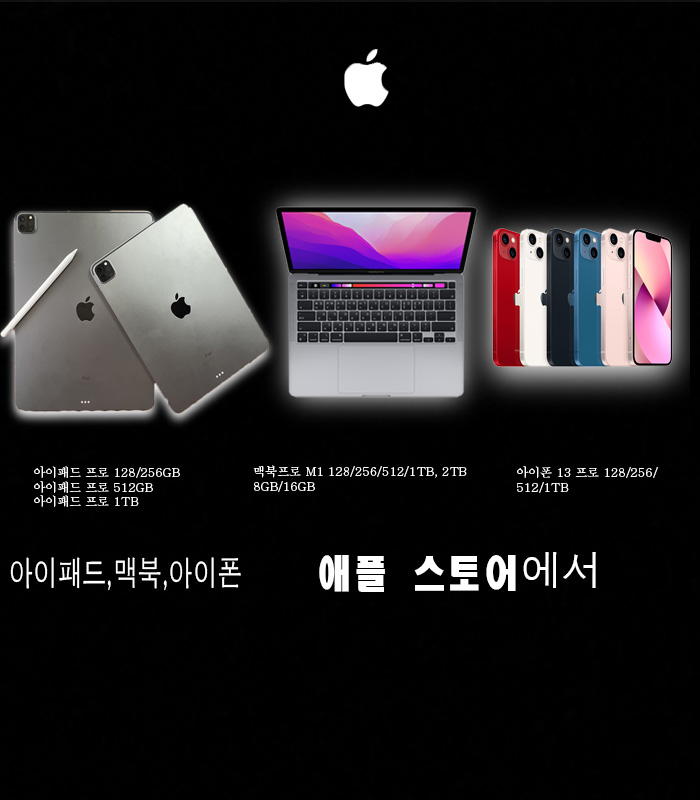 아이패드 프로 128/256GB
아이패드 프로 512GB
아이패드 프로 1TB
맥북프로 M1 128/256/512/1TB, 2TB
8GB/16GB
아이폰 13 프로 128/256/
512/1TB
아이패드,맥북,아이폰 애플 스토어에서